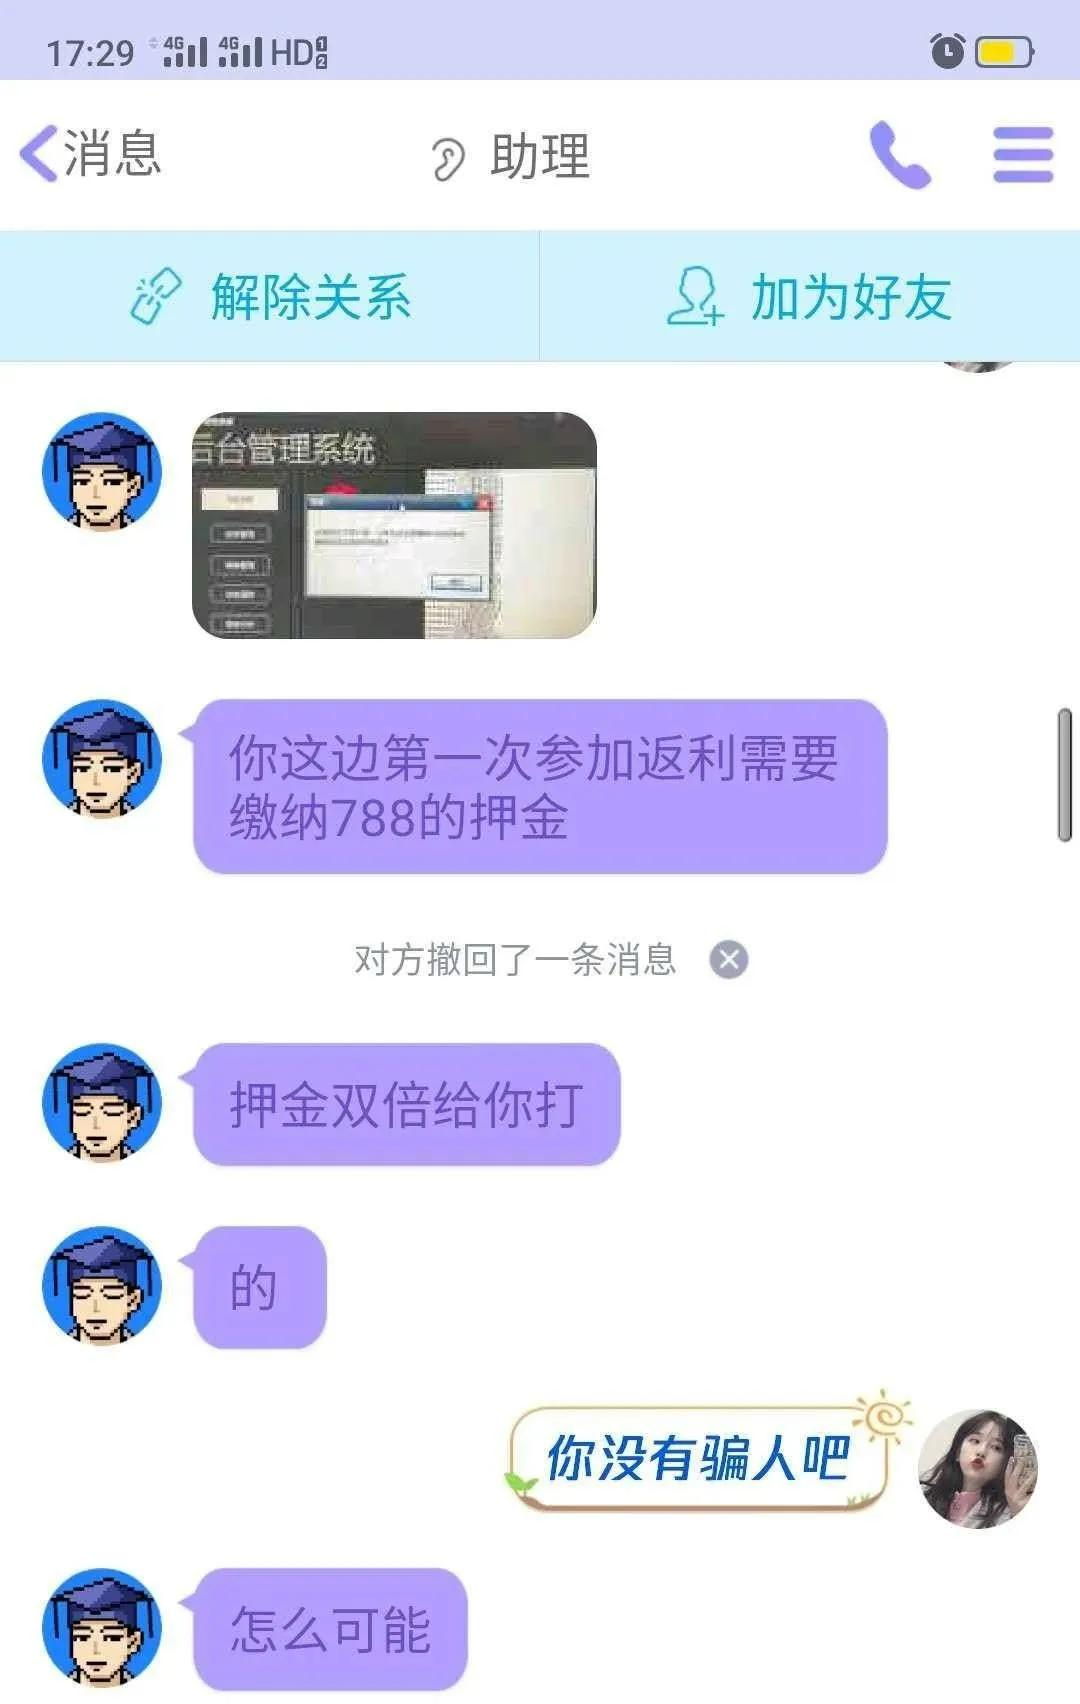 17:29 4G 4G HD 1 2
消息 助理
解除关系 加为好友
后台管理系统
你这边第一次参加返利需要
缴纳788的押金
对方撤回了一条消息
押金双倍给你打
的
你没有骗人吧
怎么可能